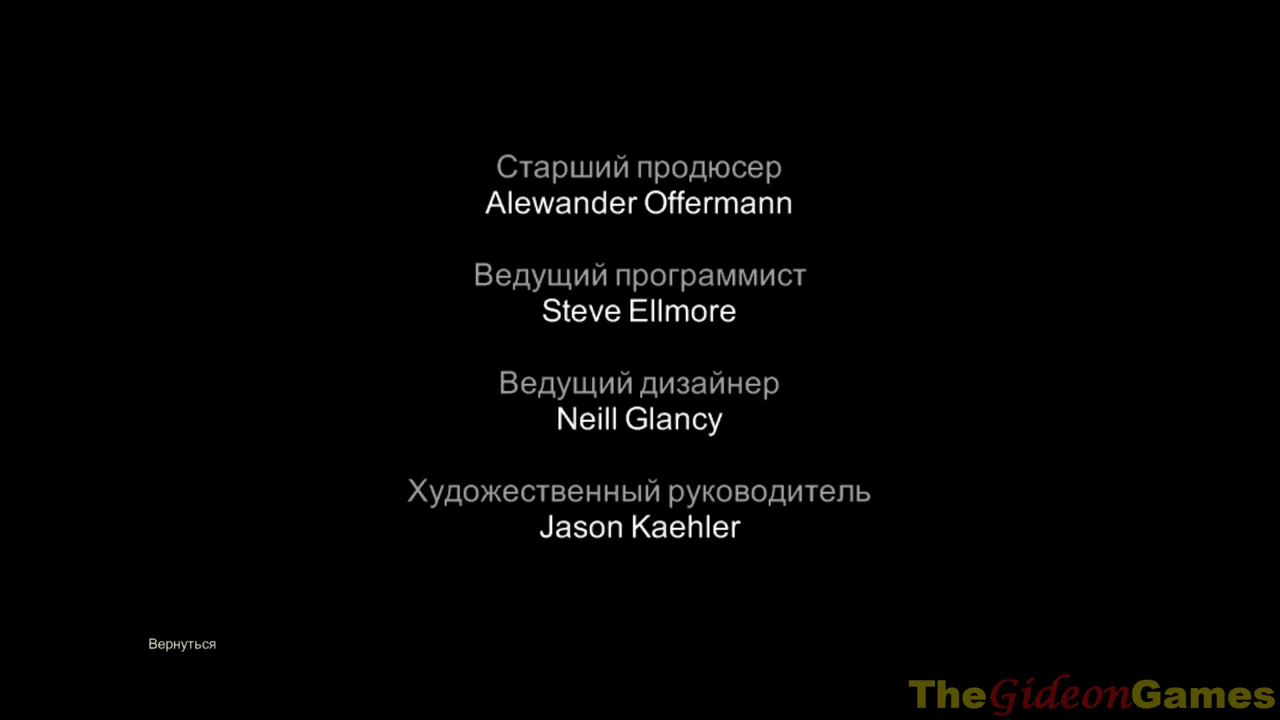 Старший продюсер
Alewander Offermann
Ведущий программист
Steve Ellmore
Ведущий дизайнер
Neill Glancy
Художественный руководитель
Jason Kaehler
Вернуться
TheGideonGames